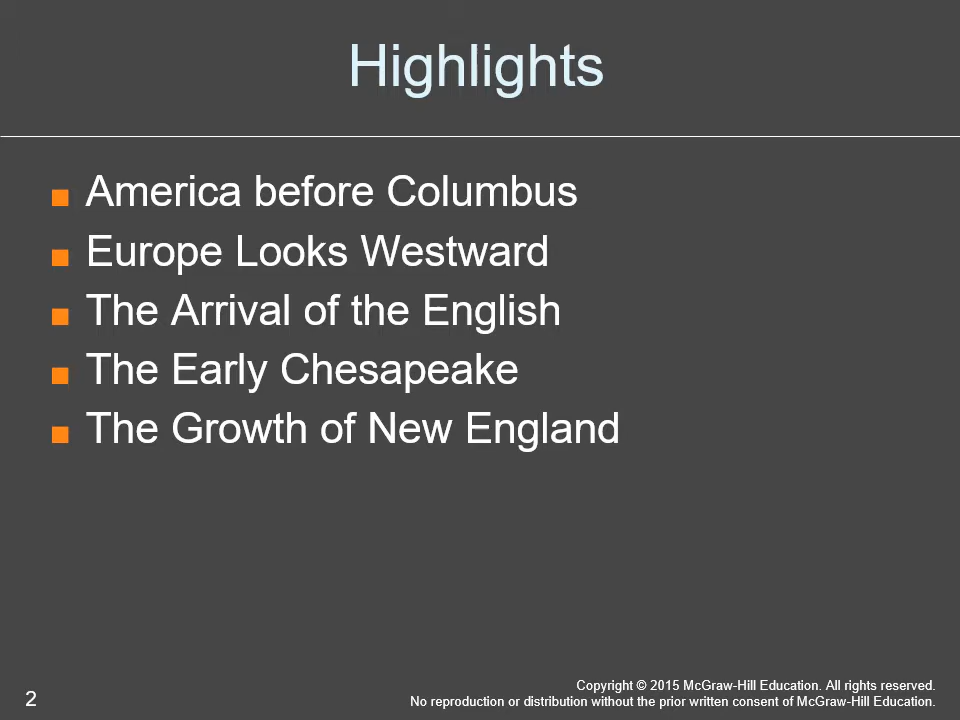 Highlights
America before Columbus
Europe Looks Westward
The Arrival of the English
The Early Chesapeake
The Growth of New England
2
Copyright © 2015 McGraw-Hill Education. All rights reserved.
No reproduction or distribution without the prior written consent of McGraw-Hill Education.